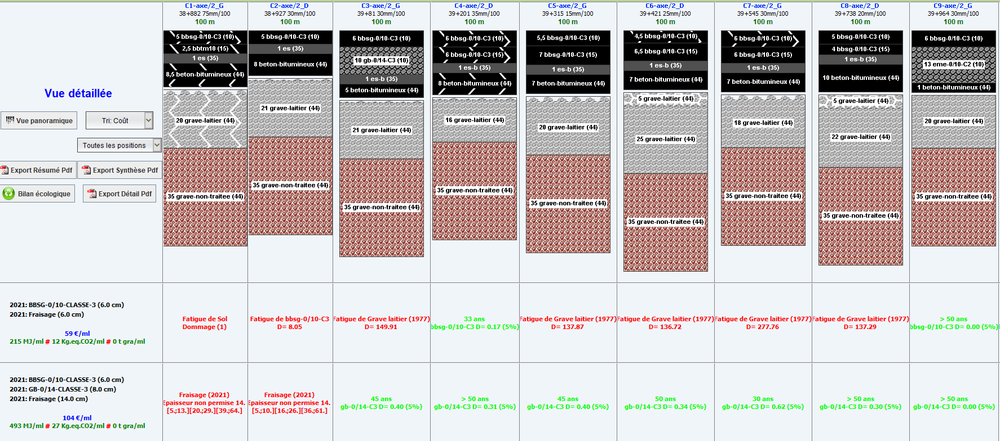 Vue détaillée
Vue panoramique
Tri: Coût
Toutes les positions
Export Résumé Pdf
Export Synthèse Pdf
Bilan écologique
Export Détail Pdf
C1-axe/2_G
38+882 75mm/100
100 m
5 bbsg-0/10-C3 (10)
2,5 bbtm10 (15)
1 es (35)
8,5 beton-bitumineux (44)
20 grave-laitier (44)
35 grave-non-traitee (44)
C2-axe/2_D
38+927 30mm/100
100 m
5 bbsg-0/10-C3 (10)
1 es (35)
8 beton-bitumineux (44)
21 grave-laitier (44)
35 grave-non-traitee (44)
C3-axe/2_G
39+81 30mm/100
100 m
6 bbsg-0/10-C3 (10)
10 gb-0/14-C3 (10)
1 es-b (35)
5 beton-bitumineux (44)
21 grave-laitier (44)
35 grave-non-traitee (44)
C4-axe/2_D
39+201 35mm/100
100 m
6 bbsg-0/10-C3 (10)
6 bbsg-0/10-C3 (15)
1 es-b (35)
8 beton-bitumineux (44)
16 grave-laitier (44)
35 grave-non-traitee (44)
C5-axe/2_G
39+315 15mm/100
100 m
5,5 bbsg-0/10-C3 (10)
7 bbsg-0/10-C3 (15)
1 es-b (35)
7 beton-bitumineux (44)
20 grave-laitier (44)
35 grave-non-traitee (44)
C6-axe/2_D
39+421 25mm/100
100 m
4,5 bbsg-0/10-C3 (10)
6,5 bbsg-0/10-C3 (15)
1 es-b (35)
7 beton-bitumineux (44)
5 grave-laitier (44)
25 grave-laitier (44)
35 grave-non-traitee (44)
C7-axe/2_G
39+545 30mm/100
100 m
6 bbsg-0/10-C3 (10)
6 bbsg-0/10-C3 (15)
1 es-b (35)
7 beton-bitumineux (44)
18 grave-laitier (44)
35 grave-non-traitee (44)
C8-axe/2_D
39+738 20mm/100
100 m
5 bbsg-0/10-C3 (10)
4 bbsg-0/10-C3 (15)
1 es-b (35)
10 beton-bitumineux (44)
5 grave-laitier (44)
22 grave-laitier (44)
35 grave-non-traitee (44)
C9-axe/2_G
39+964 30mm/100
100 m
6 bbsg-0/10-C3 (10)
13 eme-0/10-C2 (10)
1 beton-bitumineux (44)
20 grave-laitier (44)
35 grave-non-traitee (44)
2021: BBSG-0/10-CLASSE-3 (6.0 cm)
2021: Fraisage (6.0 cm)
59 €/ml
215 MJ/ml # 12 Kg.eq.CO2/ml # 0 t gra/ml
Fatigue de Sol
Dommage (1)
Fatigue de bbsg-0/10-C3
D= 8.05
Fatigue de Grave laitier (1977)
D= 149.91
33 ans
bbsg-0/10-C3 D= 0.17 (5%)
Fatigue de Grave laitier (1977)
D= 137.87
Fatigue de Grave laitier (1977)
D= 136.72
Fatigue de Grave laitier (1977)
D= 277.76
Fatigue de Grave laitier (1977)
D= 137.29
> 50 ans
bbsg-0/10-C3 D= 0.00 (5%)
2021: BBSG-0/10-CLASSE-3 (6.0 cm)
2021: GB-0/14-CLASSE-3 (8.0 cm)
2021: Fraisage (14.0 cm)
104 €/ml
493 MJ/ml # 27 Kg.eq.CO2/ml # 0 t gra/ml
Fraisage (2021)
Epaisseur non permise 14.
[5.;13.][20.;29.][39.;64.]
Fraisage (2021)
Epaisseur non permise 14.
[5.;10.][16.;26.][36.;61.]
45 ans
gb-0/14-C3 D= 0.40 (5%)
> 50 ans
gb-0/14-C3 D= 0.31 (5%)
45 ans
gb-0/14-C3 D= 0.40 (5%)
50 ans
gb-0/14-C3 D= 0.34 (5%)
30 ans
gb-0/14-C3 D= 0.62 (5%)
> 50 ans
gb-0/14-C3 D= 0.30 (5%)
> 50 ans
gb-0/14-C3 D= 0.00 (5%)